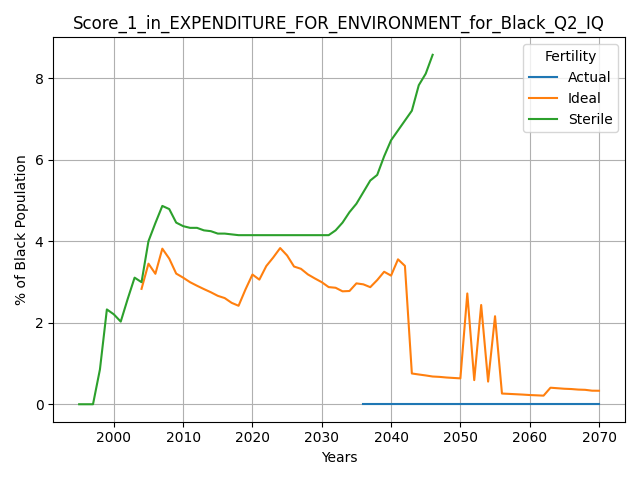 Score_1_in_EXPENDITURE_FOR_ENVIRONMENT_for_Black_Q2_IQ
Fertility
Actual
Ideal
Sterile
% of Black Population
8
6
4
2
0
2000 2010 2020 2030 2040 2050 2060 2070
Years